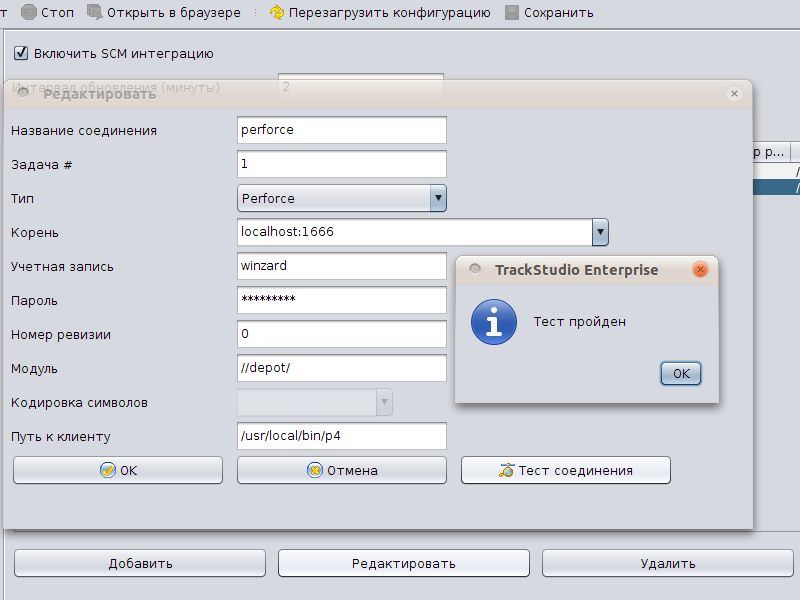 т Стоп Открыть в браузере Перезагрузить конфигурацию Сохранить
Включить SCM интеграцию
Интервал обновления (минуты) 2
Редактировать
Название соединения perforce
р р...
Задача # 1
/
Тип Perforce
/
Корень localhost:1666
Учетная запись winzard
TrackStudio Enterprise
Пароль *********
Тест пройден
Номер ревизии 0
Модуль //depot/
OK
Кодировка символов
Путь к клиенту /usr/local/bin/p4
OK Отмена Тест соединения
Добавить Редактировать Удалить